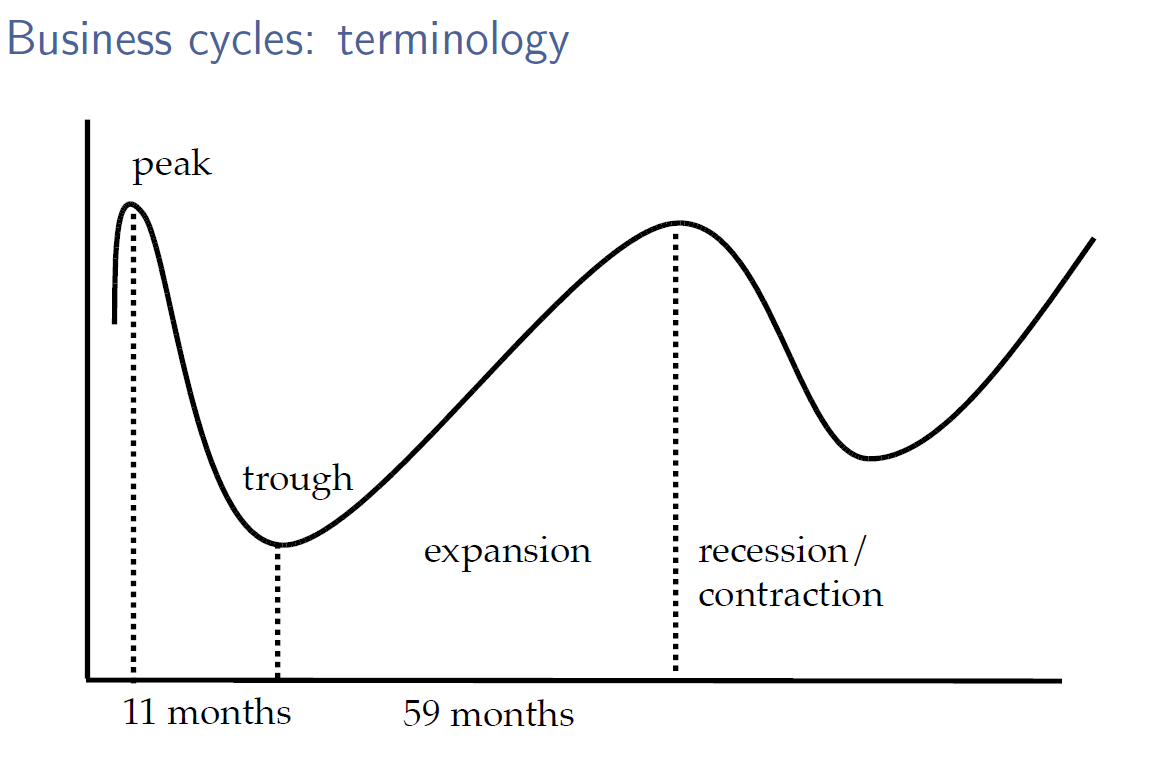 Business cycles: terminology
peak
trough
expansion
recession/
contraction
11 months
59 months